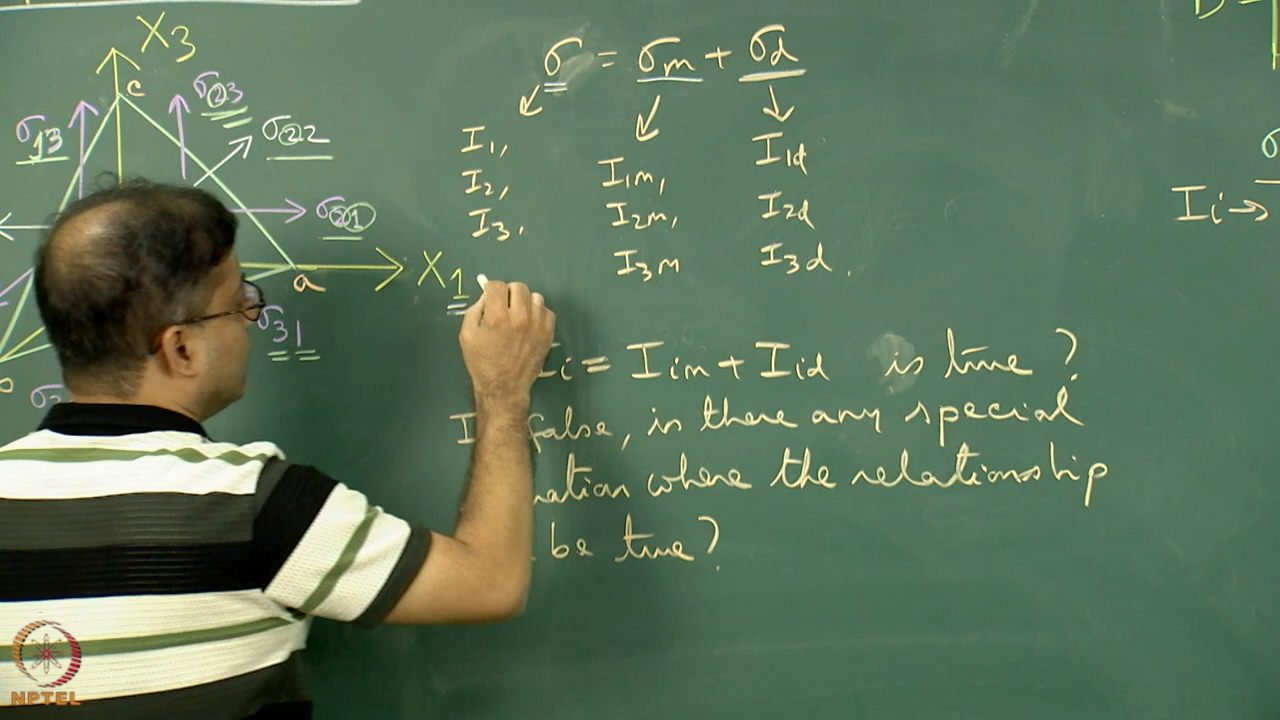 X3
c
σ23
σ13
σ22
σ21
X1
a
σ31
σ = σm + σd
I1,
I2,
I3.
I1m,
I2m,
I3m
I1d
I2d
I3d.
Ii →
Ii = Iim + Iid is true?
false, is there any special
where the relationship
be true?
NPTEL